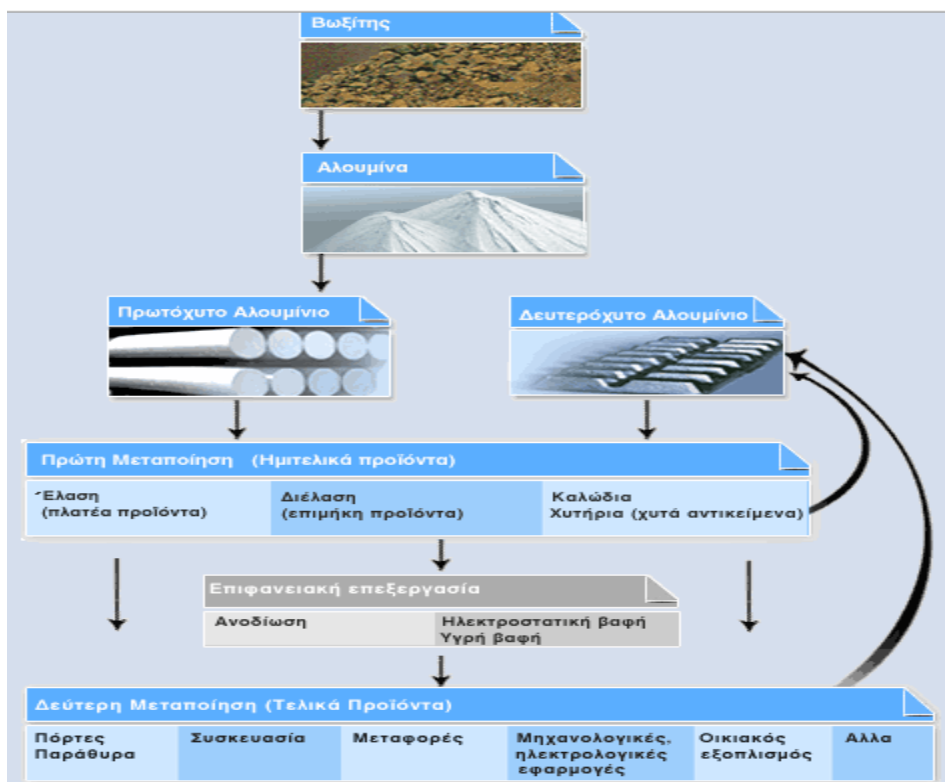 Βωξίτης
Αλουμίνα
Πρωτόχυτο Αλουμίνιο
Δευτερόχυτο Αλουμίνιο
Πρώτη Μεταποίηση (Ημιτελικά προϊόντα)
Έλαση
(πλατέα προϊόντα)
Διέλαση
(επιμήκη προϊόντα)
Καλώδια
Χυτήρια (χυτά αντικείμενα)
Επιφανειακή επεξεργασία
Ανοδίωση
Ηλεκτροστατική βαφή
Υγρή βαφή
Δεύτερη Μεταποίηση (Τελικά Προϊόντα)
Πόρτες
Παράθυρα
Συσκευασία
Μεταφορές
Μηχανολογικές,
ηλεκτρολογικές
εφαρμογές
Οικιακός
εξοπλισμός
Αλλα